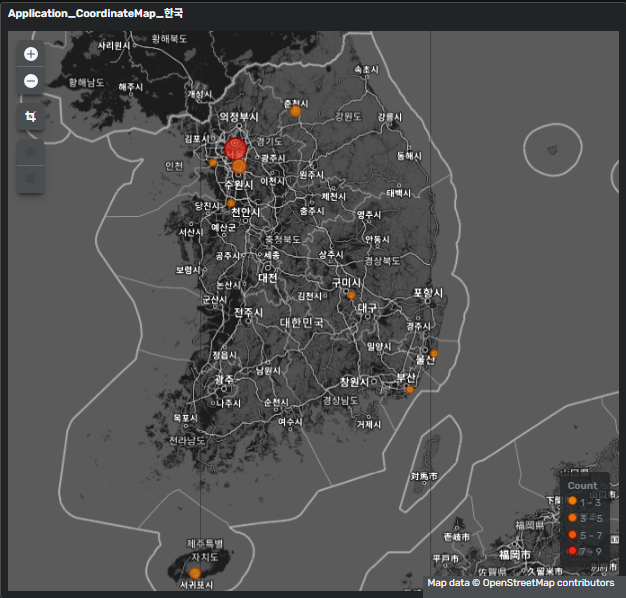 Application_CoordinateMap_한국
황해북도
사리원시
속초시
황해남도
해주시
개성시
춘천시
의정부시
강원도
강릉시
김포시
경기도
동해시
인천
광주시
원주시
수원시
이천시
태백시
제천시
당진시
천안시
충주시
영주시
서산시
예산군
충청북도
안동시
공주시
세종
상주시
경상북도
보령시
대전
논산시
구미시
김천시
포항시
군산시
전주시
대한민국
대구
경주시
정읍시
밀양시
울산
남원시
광주
창원시
부산
나주시
순천시
경상남도
목포시
여수시
거제시
전라남도
対馬市
Count
1 – 3
3 – 5
5 – 7
7 – 9
壱岐市
福岡県
제주특별
자치도
平戸市
福岡市
서귀포시
佐賀県
久留米市
Map data © OpenStreetMap contributors